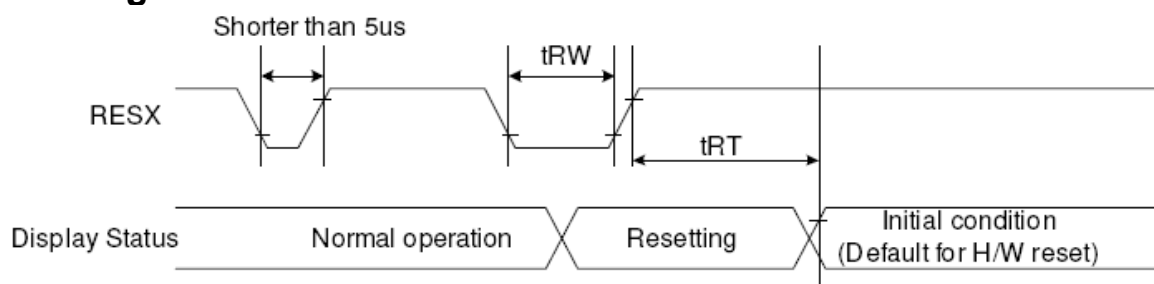 Shorter than 5us
tRW
RESX
tRT
Display Status
Normal operation
Resetting
Initial condition
(Default for H/W reset)